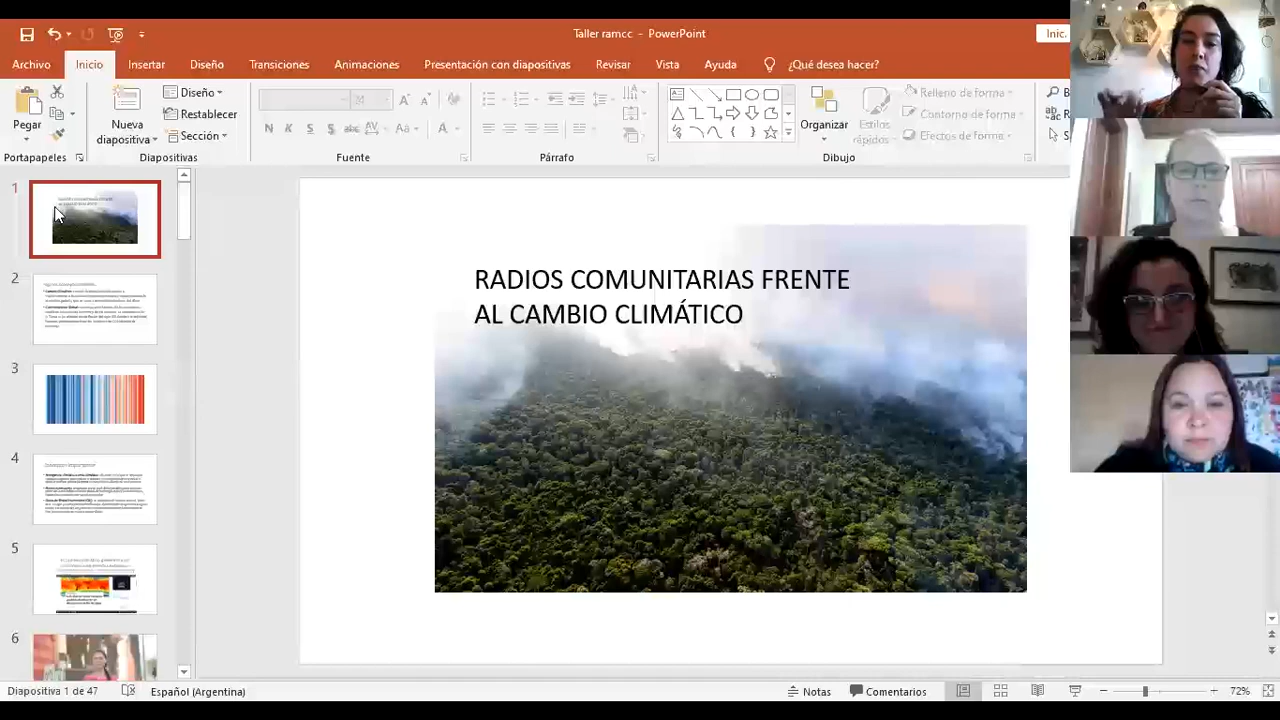 Taller ramcc - PowerPoint
Inic.
Archivo Inicio Insertar Diseño Transiciones Animaciones Presentación con diapositivas Revisar Vista Ayuda ¿Qué desea hacer?
Pegar
Portapapeles
Nueva
diapositiva
Diseño
Restablecer
Sección
Diapositivas
N K S abc AV Aa A
Fuente
Párrafo
Organizar
Estilos
rápidos
Relleno de forma
Contorno de forma
Efectos de forma
Dibujo
1
2
3
4
5
6
RADIOS COMUNITARIAS FRENTE
AL CAMBIO CLIMÁTICO
Diapositiva 1 de 47 Español (Argentina) Notas Comentarios 72%